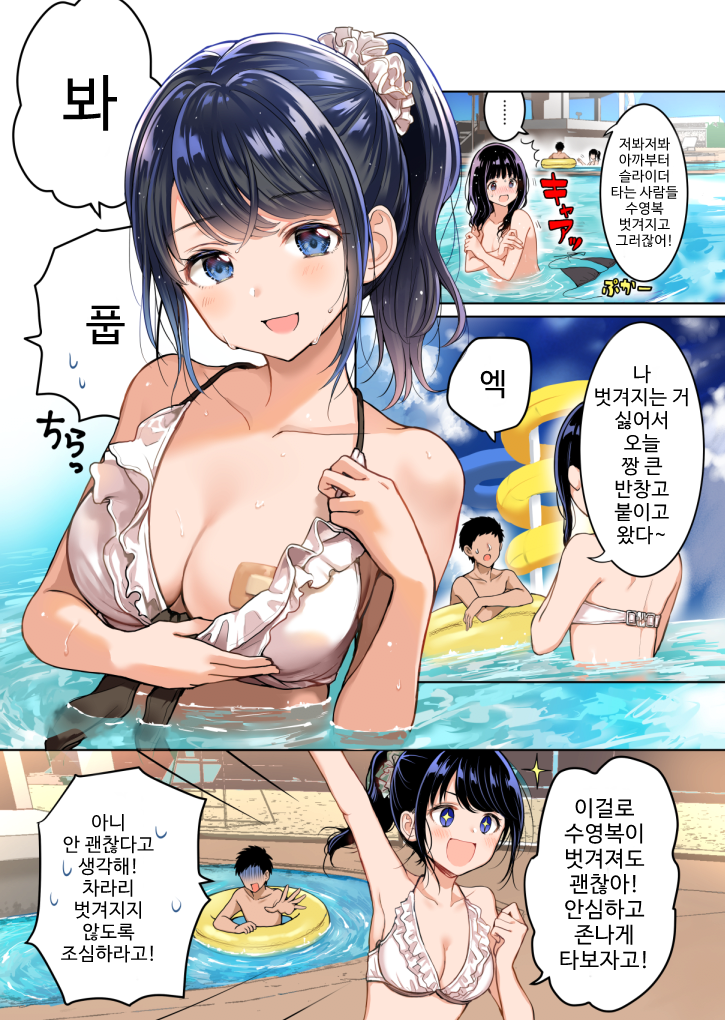 저봐저봐
아까부터
슬라이더
타는 사람들
수영복
벗겨지고
그러잖어!
……
キャアッ
ぷかー
나
벗겨지는 거
싫어서
오늘
짱 큰
반창고
붙이고
왔다~
엑
봐
풉
ちらっ
이걸로
수영복이
벗겨져도
괜찮아!
안심하고
존나게
타보자고!
아니
안 괜찮다고
생각해!
차라리
벗겨지지
않도록
조심하라고!